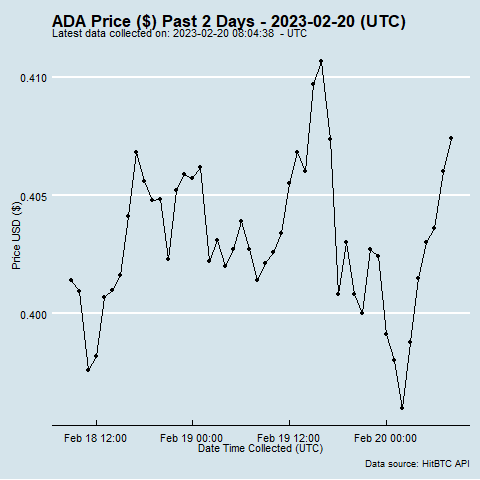 ADA Price ($) Past 2 Days - 2023-02-20 (UTC)
Latest data collected on: 2023-02-20 08:04:38 - UTC
0.410
0.405
0.400
Price USD ($)
Feb 18 12:00
Feb 19 00:00
Feb 19 12:00
Feb 20 00:00
Date Time Collected (UTC)
Data source: HitBTC API